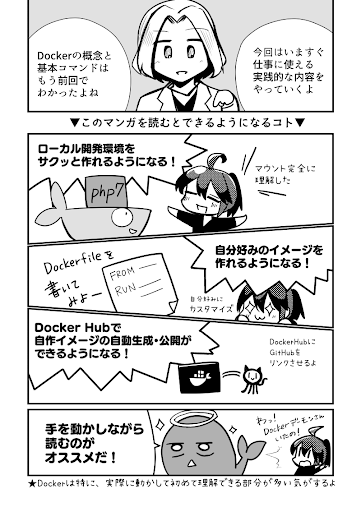 今回はいますぐ
仕事に使える
実践的な内容を
やっていくよ
Dockerの概念と
基本コマンドは
もう前回で
わかったよね
▼このマンガを読むとできるようになるコト▼
ローカル開発環境を
サクッと作れるようになる！
php7
マウント完全に
理解した
自分好みのイメージを
作れるようになる！
Dockerfileを
書いて
みよー
FROM
RUN
自分好みに
カスタマイズ
Docker Hubで
自作イメージの自動生成・公開が
できるようになる！
DockerHubに
GitHubを
リンクさせるよ
手を動かしながら
読むのが
オススメだ！
わっ！
Dockerデーモンさん
いたの！
★Dockerは特に、実際に動かして初めて理解できる部分が多い気がするよ